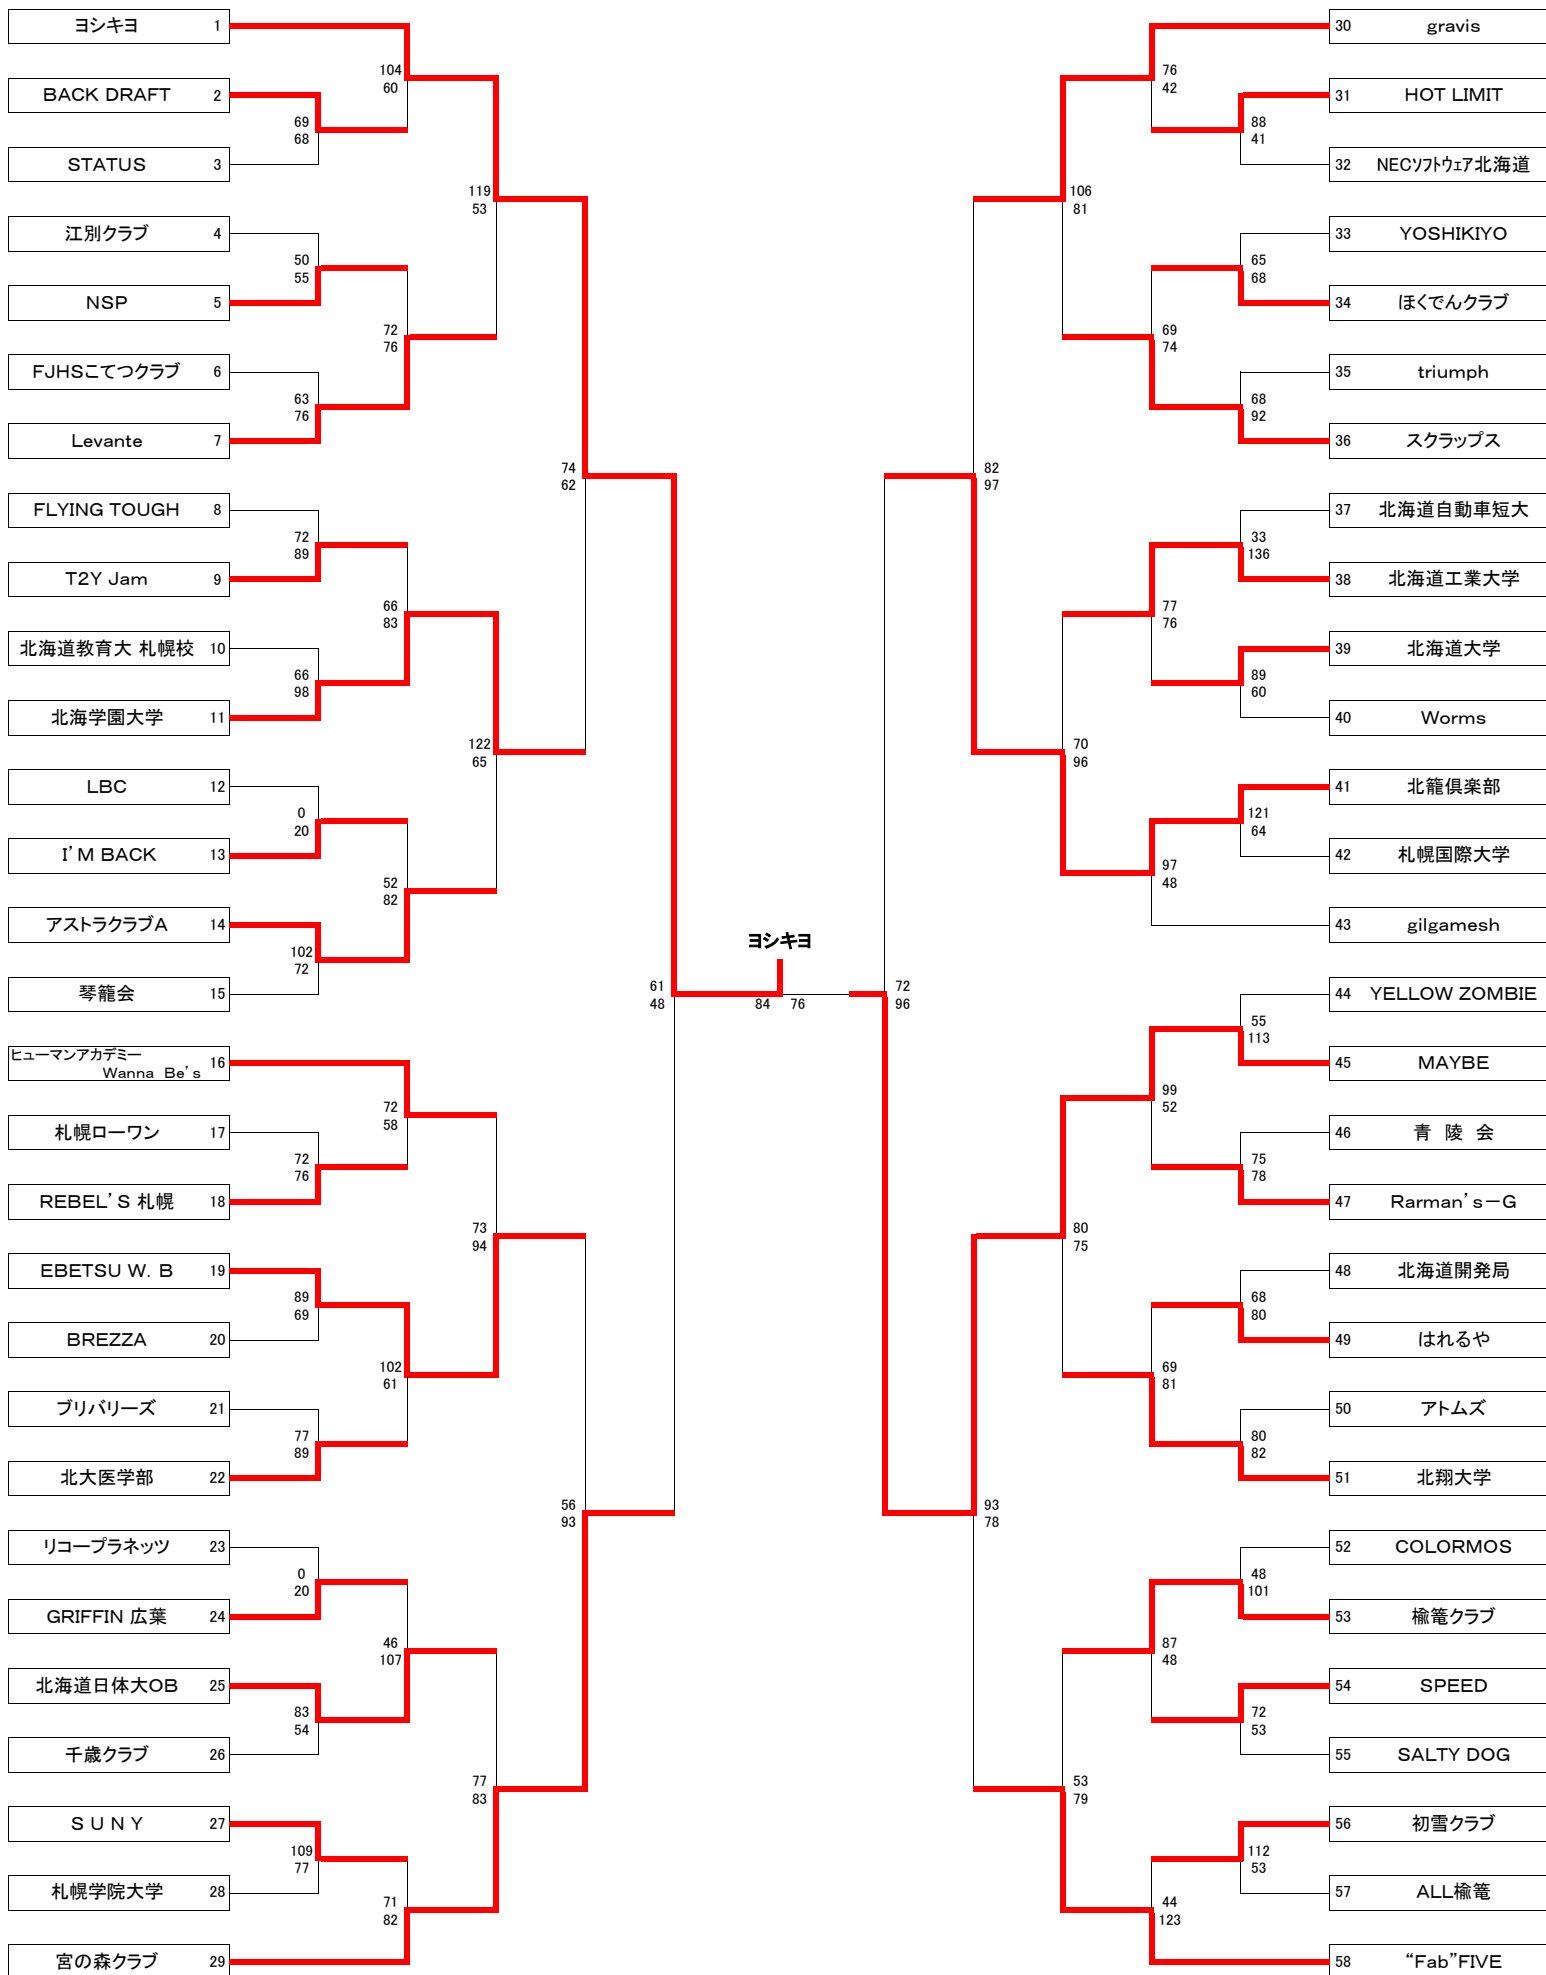 ヨシキヨ 1
BACK DRAFT 2
STATUS 3
江別クラブ 4
NSP 5
FJHSこてつクラブ 6
Levante 7
FLYING TOUGH 8
T2Y Jam 9
北海道教育大 札幌校 10
北海学園大学 11
LBC 12
I'M BACK 13
アストラクラブA 14
琴籠会 15
ヒューマンアカデミー
Wanna Be's 16
札幌ローワン 17
REBEL'S 札幌 18
EBETSU W. B 19
BREZZA 20
ブリバリーズ 21
北大医学部 22
リコープラネッツ 23
GRIFFIN 広葉 24
北海道日体大OB 25
千歳クラブ 26
S U N Y 27
札幌学院大学 28
宮の森クラブ 29
69
68
50
55
63
76
72
89
66
98
0
20
102
72
72
76
89
69
77
89
0
20
83
54
109
77
104
60
72
76
66
83
52
82
72
58
102
61
46
107
71
82
119
53
122
65
73
94
77
83
74
62
56
93
61
48
ヨシキヨ
84 76
72
96
82
97
93
78
106
81
70
96
80
75
53
79
76
42
69
74
77
76
97
48
99
52
69
81
87
48
44
123
88
41
65
68
68
92
33
136
89
60
121
64
55
113
75
78
68
80
80
82
48
101
72
53
112
53
30 gravis
31 HOT LIMIT
32 NECソフトウェア北海道
33 YOSHIKIYO
34 ほくでんクラブ
35 triumph
36 スクラップス
37 北海道自動車短大
38 北海道工業大学
39 北海道大学
40 Worms
41 北籠倶楽部
42 札幌国際大学
43 gilgamesh
44 YELLOW ZOMBIE
45 MAYBE
46 青 陵 会
47 Rarman's－G
48 北海道開発局
49 はれるや
50 アトムズ
51 北翔大学
52 COLORMOS
53 楡篭クラブ
54 SPEED
55 SALTY DOG
56 初雪クラブ
57 ALL楡篭
58 “Fab”FIVE